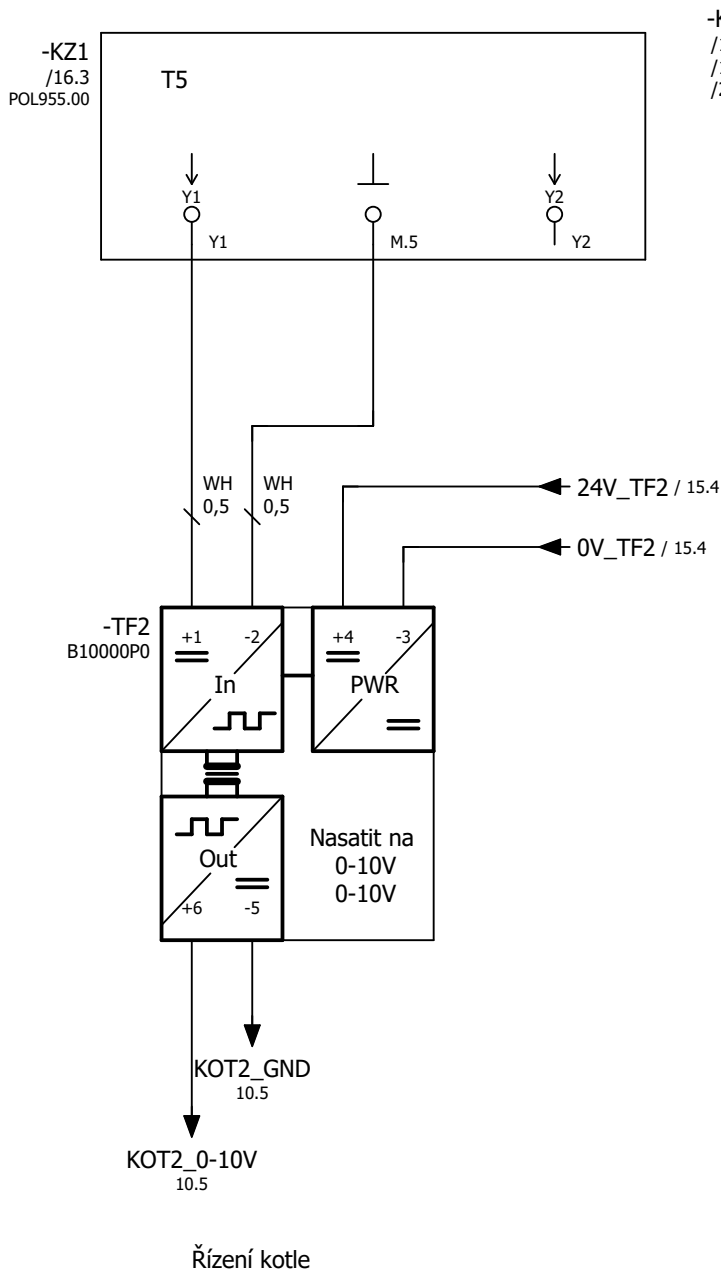 -KZ1
/16.3
POL955.00
T5
Y1
Y1
M.5
Y2
Y2
WH
0,5
WH
0,5
24V_TF2 / 15.4
0V_TF2 / 15.4
-TF2
B10000P0
+1
-2
In
+4
-3
PWR
Out
+6
-5
Nasatit na
0-10V
0-10V
KOT2_GND
10.5
KOT2_0-10V
10.5
Řízení kotle